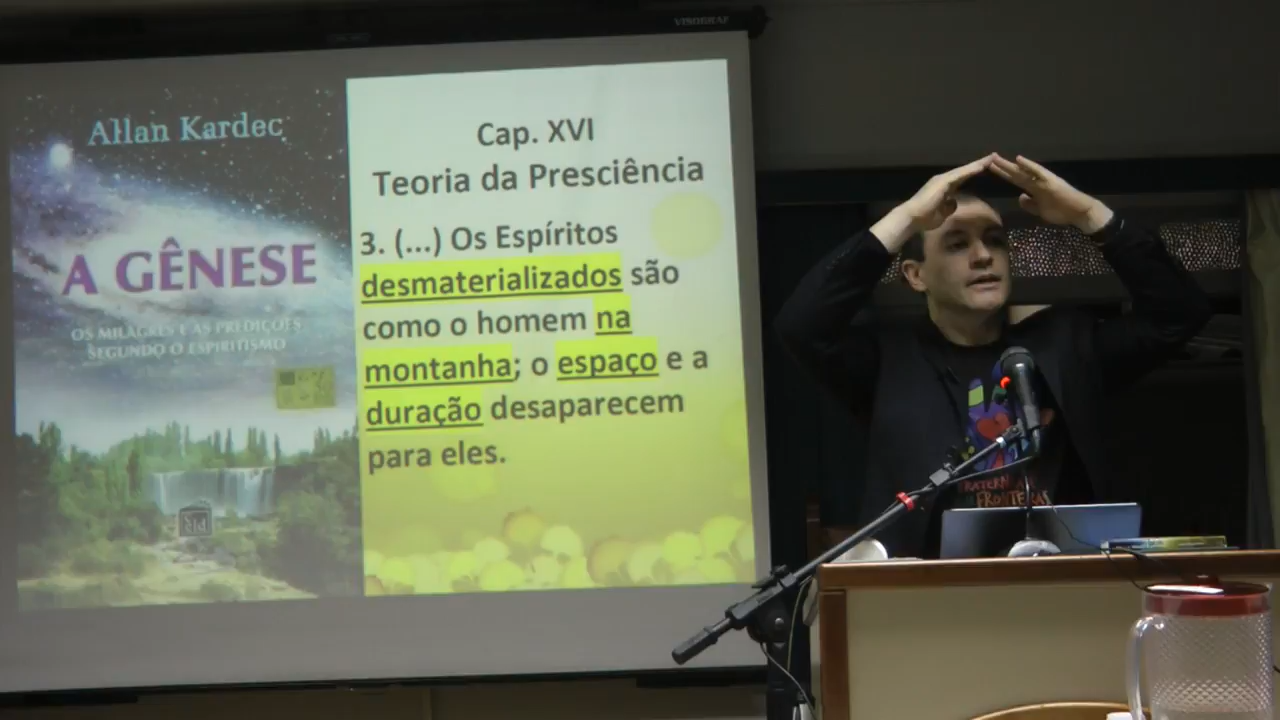 VISOGRAF
Allan Kardec
A GÊNESE
OS MILAGRES E AS PREDIÇÕES
SEGUNDO O ESPIRITISMO
Cap. XVI
Teoria da Presciência
3. (...) Os Espíritos
desmaterializados são
como o homem na
montanha; o espaço e a
duração desaparecem
para eles.
FRONTEIRAS